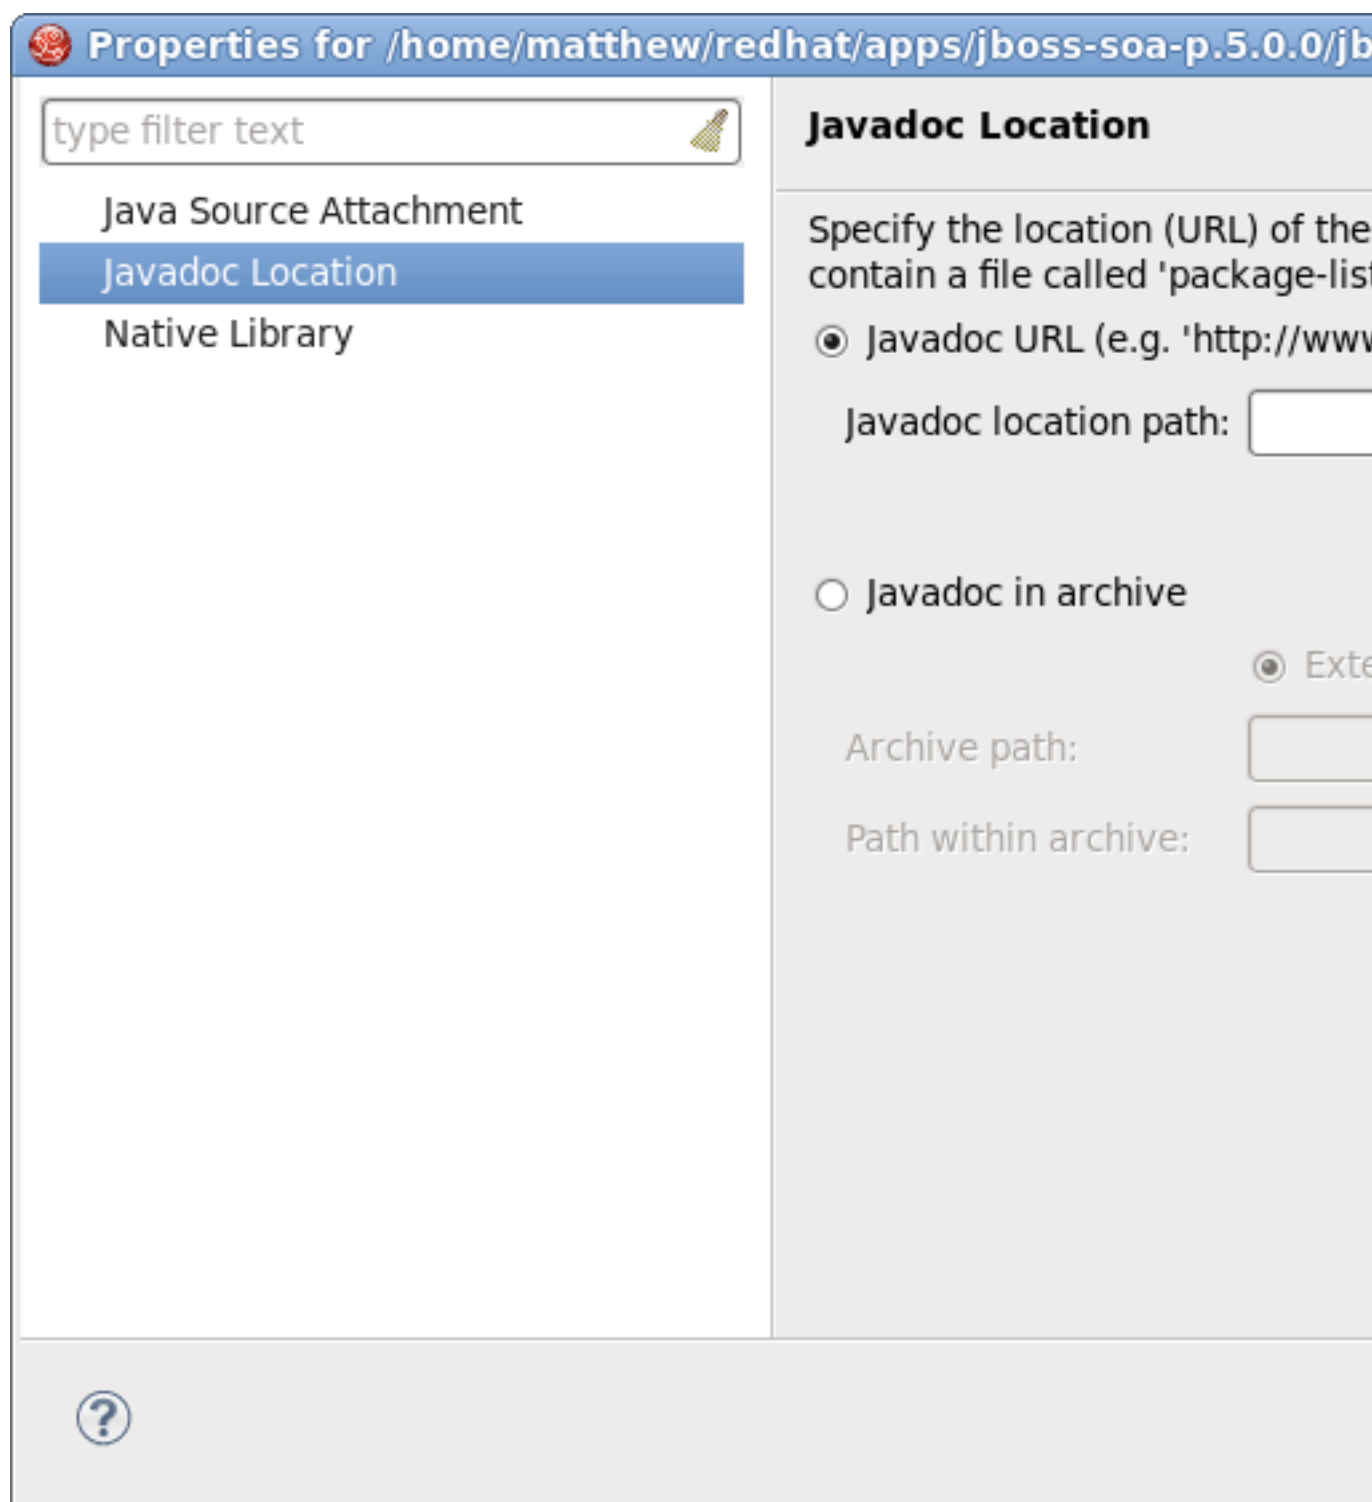 Properties for /home/matthew/redhat/apps/jboss-soa-p.5.0.0/jb
type filter text
Java Source Attachment
Javadoc Location
Native Library
Javadoc Location
Specify the location (URL) of the
contain a file called 'package-list
Javadoc URL (e.g. 'http://www
Javadoc location path:
Javadoc in archive
Exte
Archive path:
Path within archive:
?